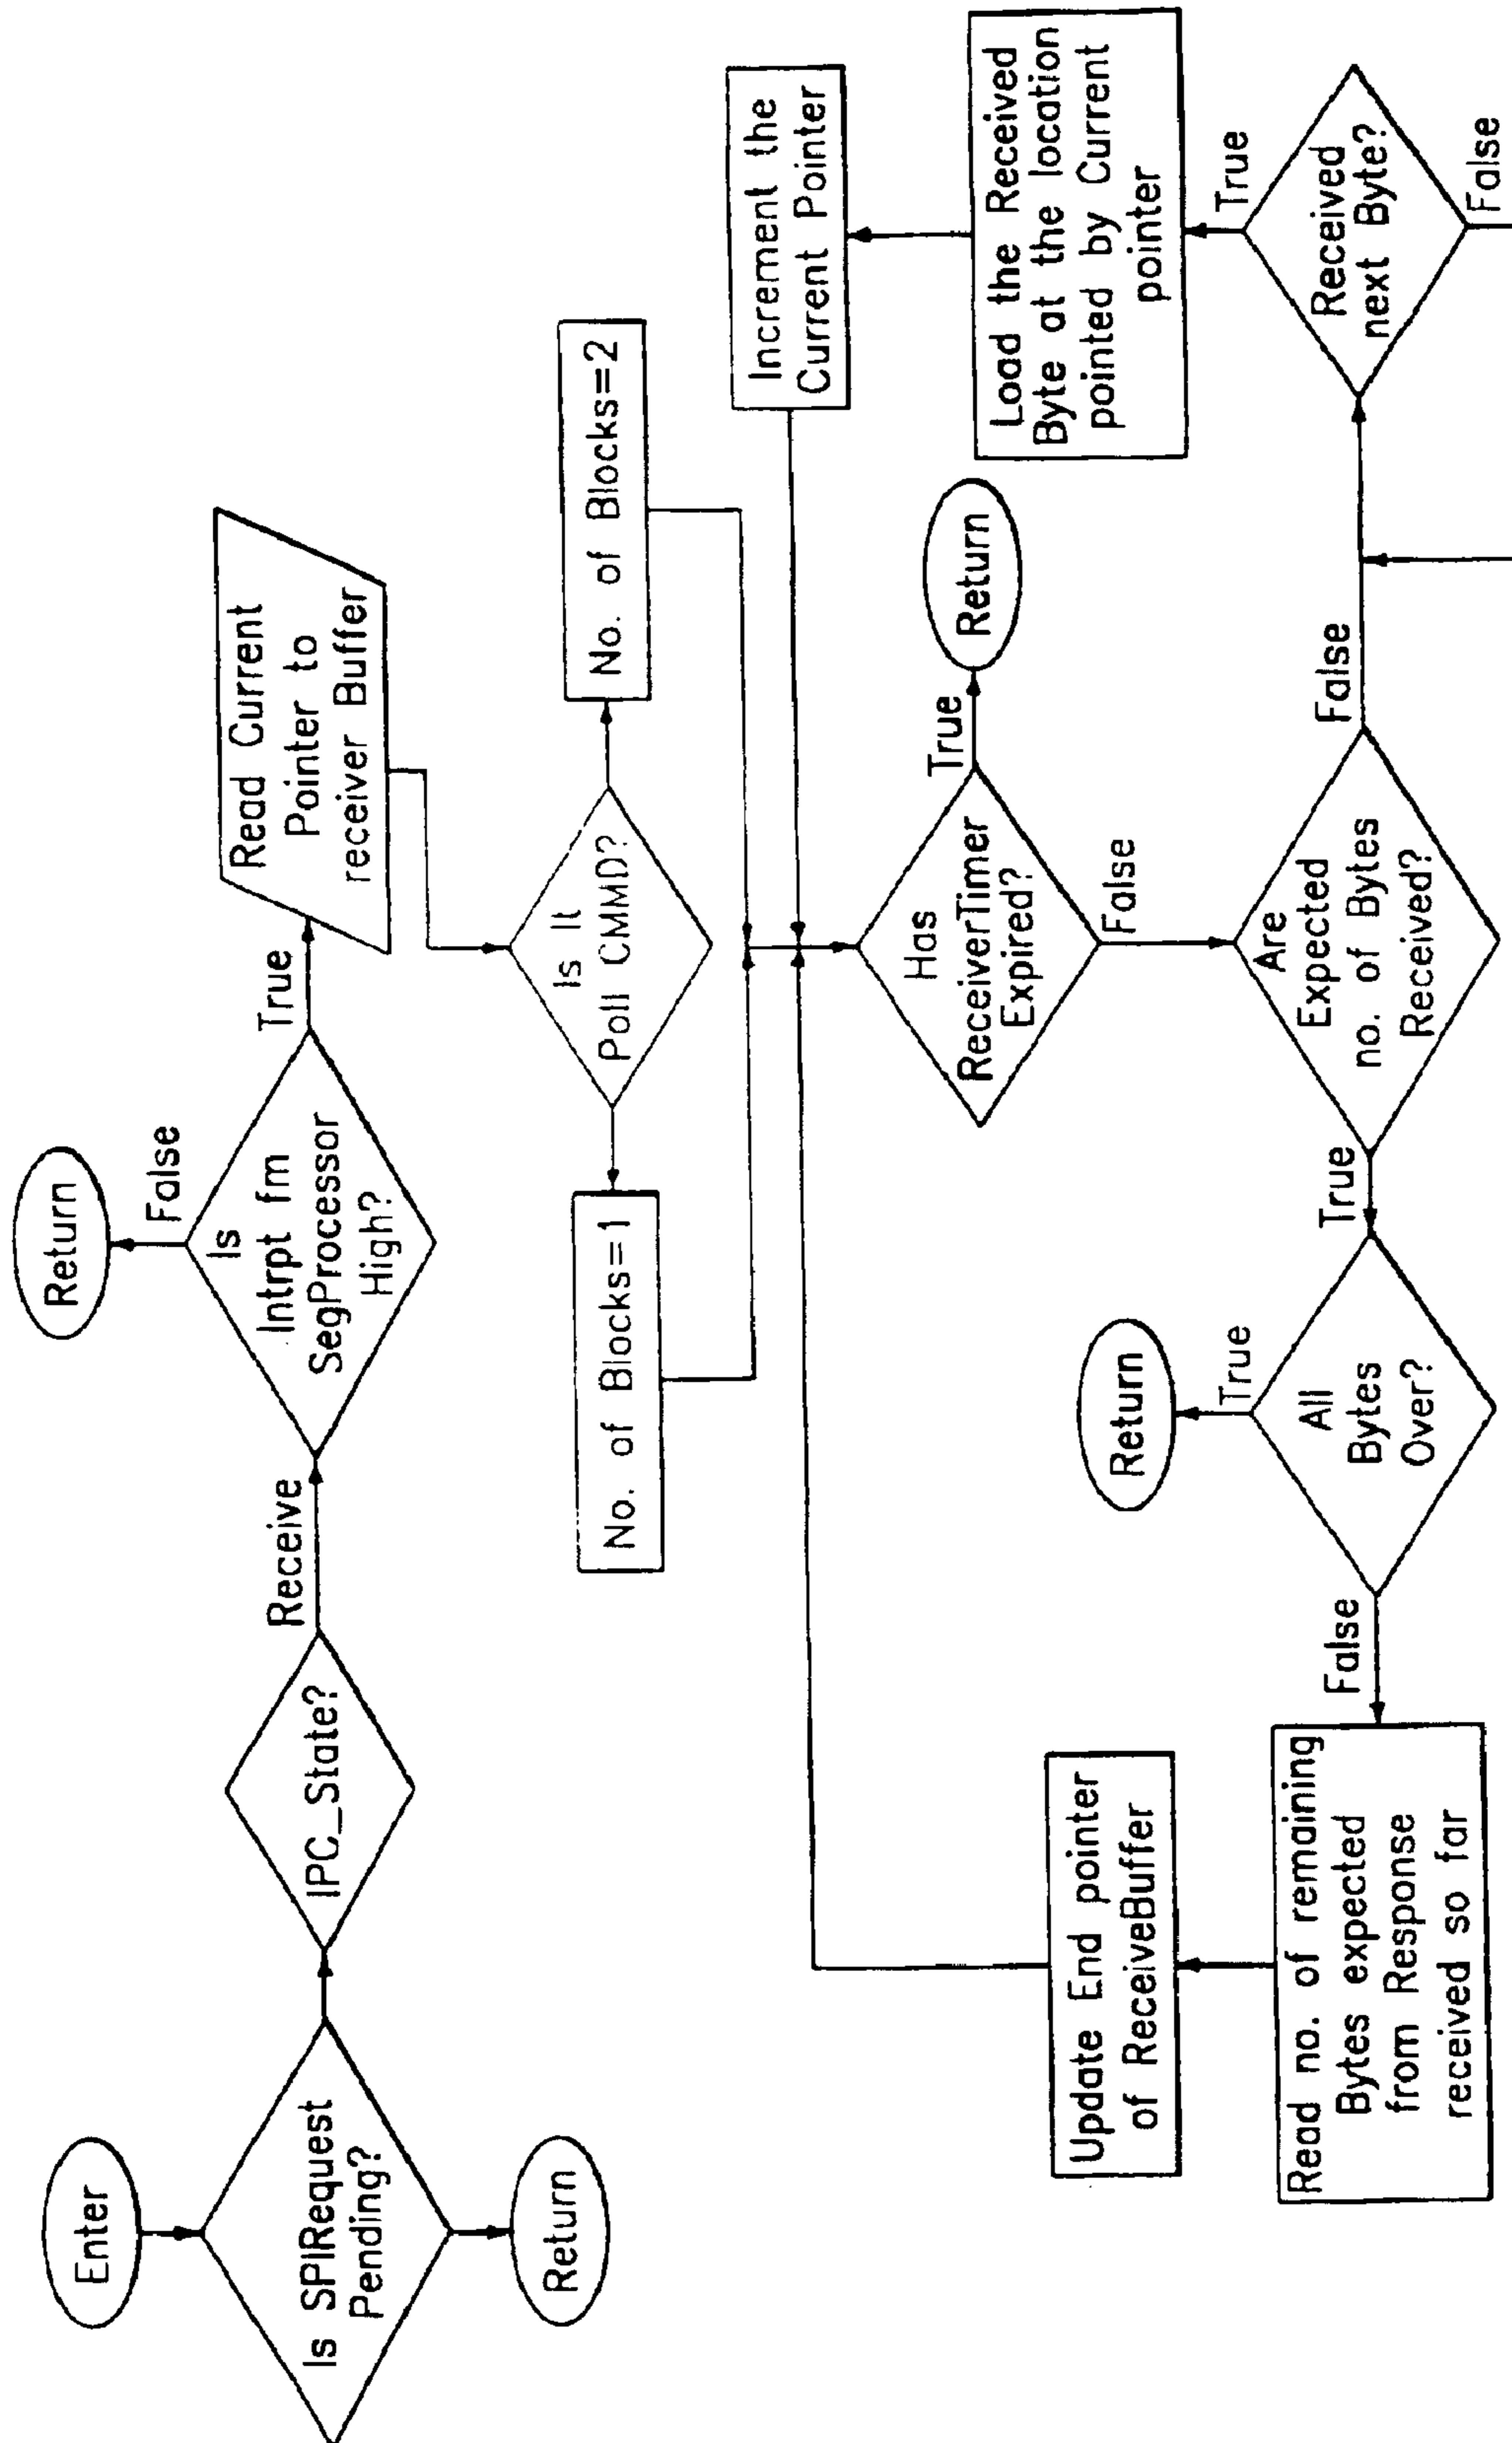 Enter
Is SPIRequest
Pending?
Return
IPC_State?
Receive
Is
Intrpt fm
SegProcessor
High?
False
Return
True
Read Current
Pointer to
receiver Buffer
Is It
Poll CMMD?
No. of Blocks=1
No. of Blocks=2
Increment the
Current Pointer
Has
ReceiverTimer
Expired?
True
Return
False
Load the Received
Byte at the location
pointed by Current
pointer
Are
Expected
no. of Bytes
Received?
False
Received
next Byte?
True
False
True
All
Bytes
Over?
True
Return
False
Read no. of remaining
Bytes expected
from Response
received so far
Update End pointer
of ReceiveBuffer